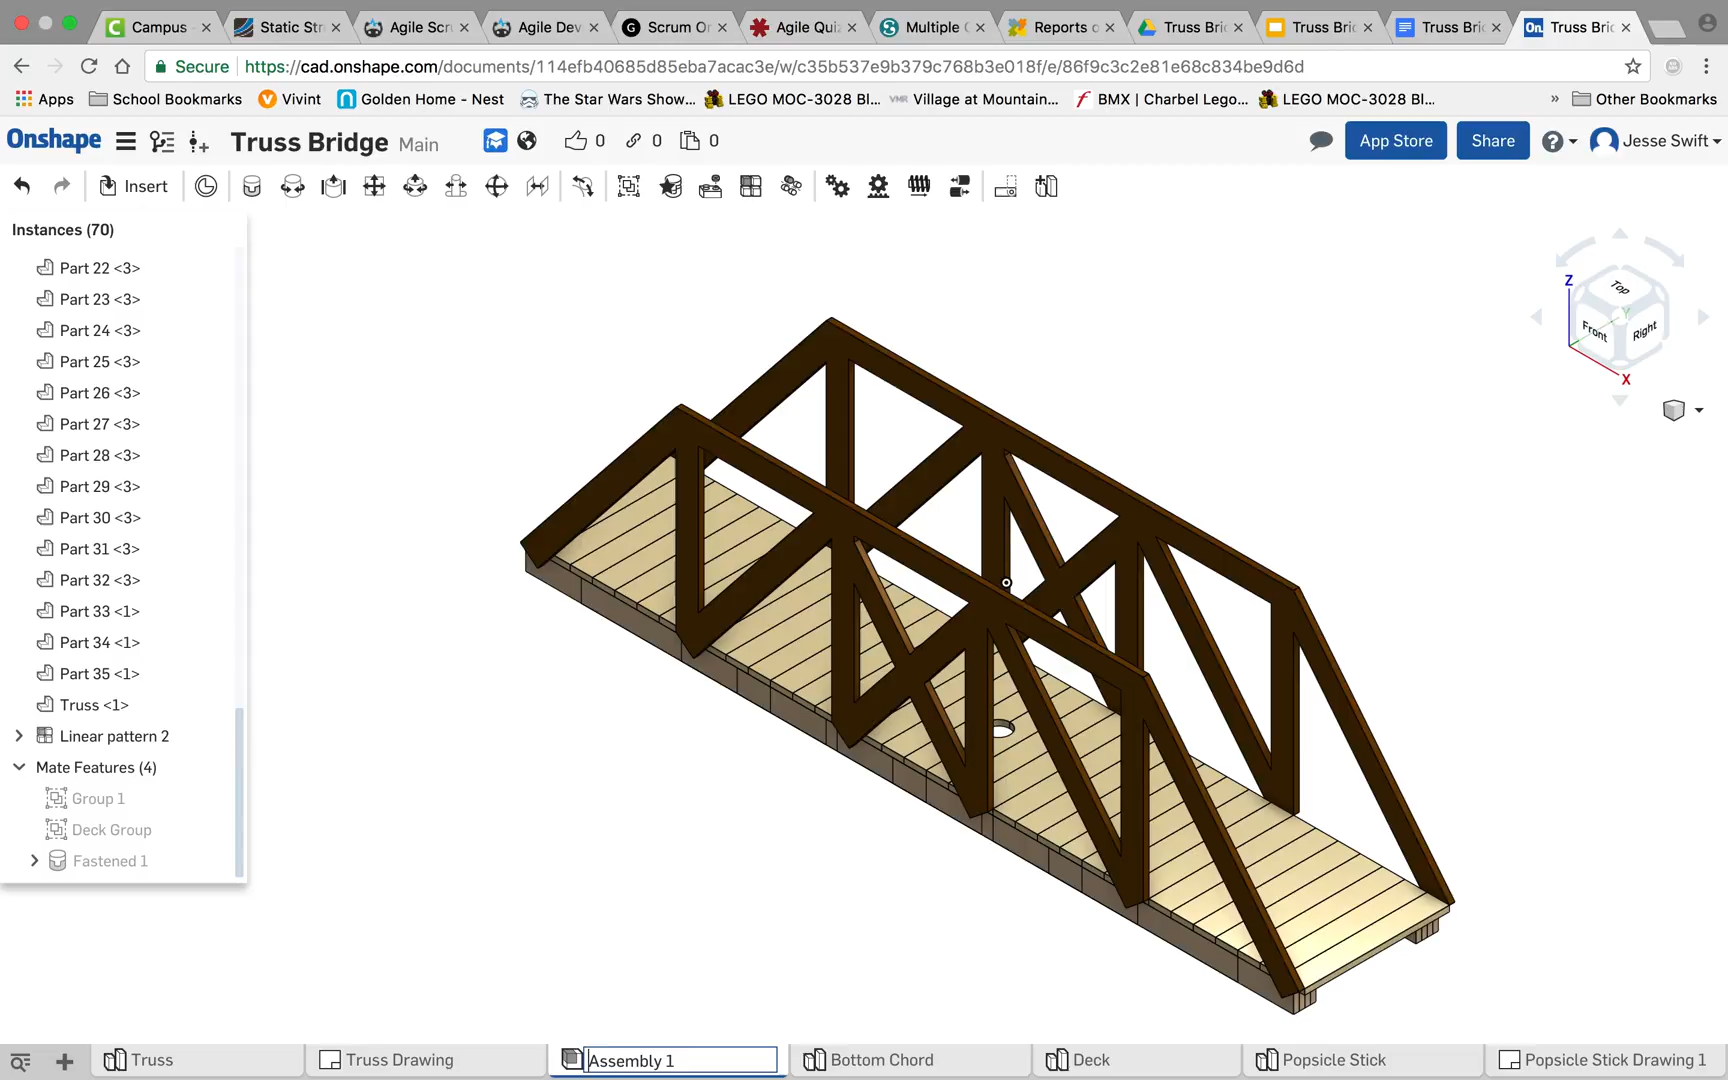 Campus
Static Str
Agile Scru
Agile Dev
Scrum On
Agile Quiz
Multiple C
Reports o
Truss Bri
Truss Bri
Truss Bri
Truss Bri
Secure https://cad.onshape.com/documents/114efb40685d85eba7acac3e/w/c35b537e9b379c768b3e018f/e/86f9c3c2e81e68c834be9d6d
Apps School Bookmarks Vivint Golden Home - Nest The Star Wars Show... LEGO MOC-3028 Bl... Village at Mountain... BMX | Charbel Lego... LEGO MOC-3028 Bl... » Other Bookmarks
Onshape Truss Bridge Main 0 0 0 App Store Share Jesse Swift
Insert
Instances (70)
Part 22 <3>
Part 23 <3>
Part 24 <3>
Part 25 <3>
Part 26 <3>
Part 27 <3>
Part 28 <3>
Part 29 <3>
Part 30 <3>
Part 31 <3>
Part 32 <3>
Part 33 <1>
Part 34 <1>
Part 35 <1>
Truss <1>
Linear pattern 2
Mate Features (4)
Group 1
Deck Group
Fastened 1
Z
Top
Y
Front
Right
X
Truss Truss Drawing Assembly 1 Bottom Chord Deck Popsicle Stick Popsicle Stick Drawing 1